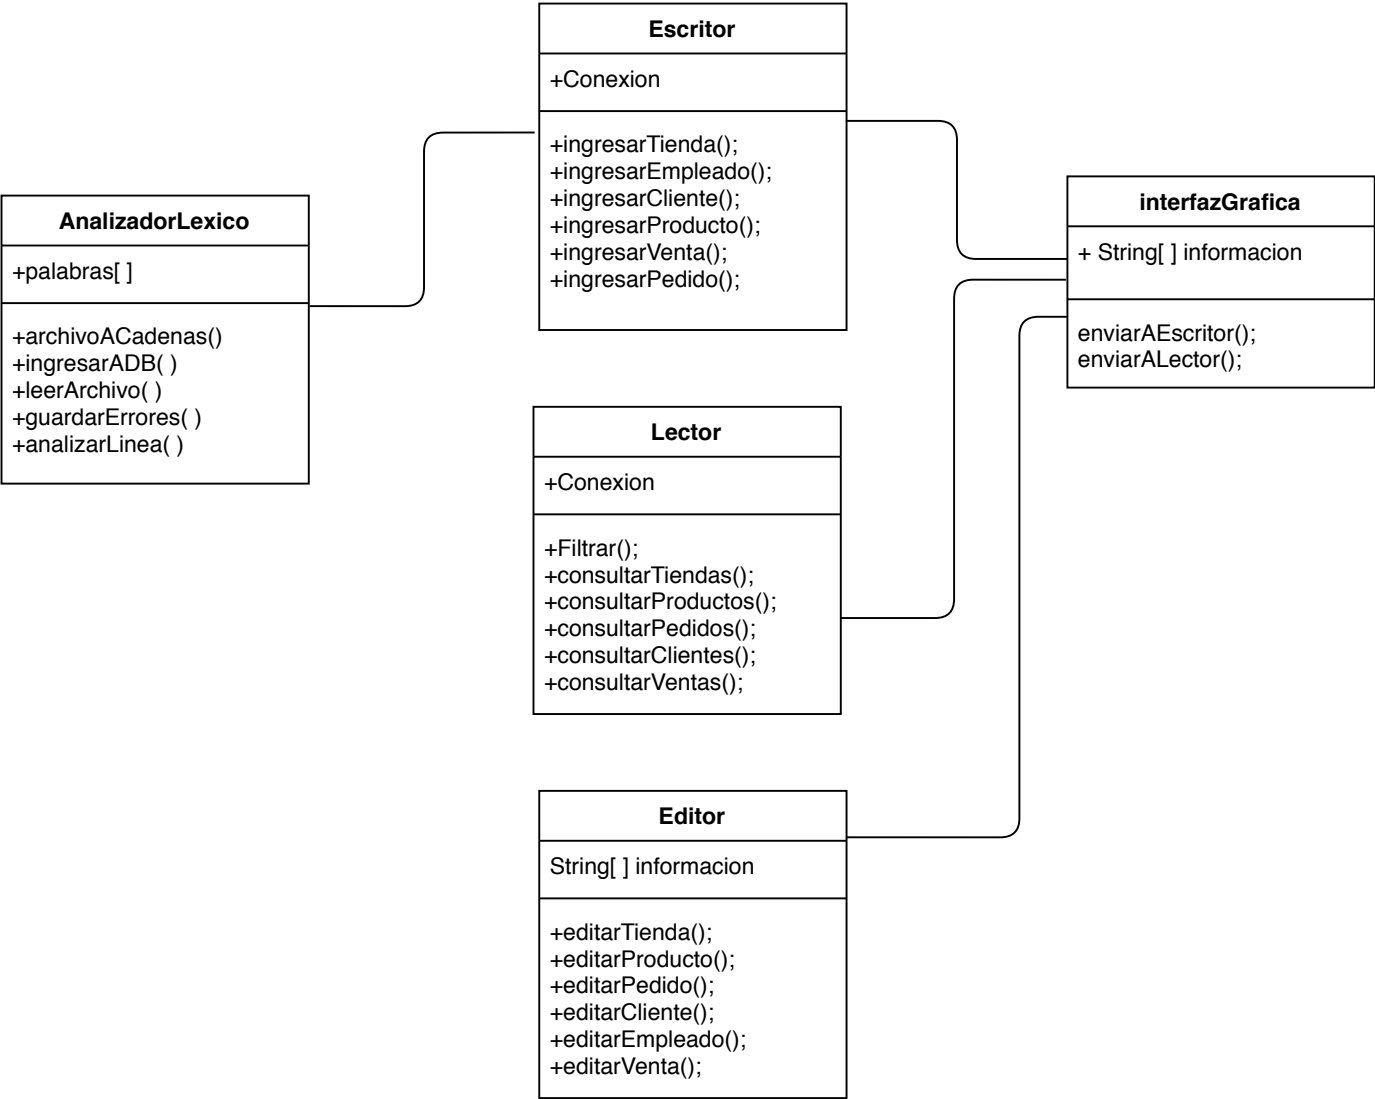 Escritor
+Conexion
+ingresarTienda();
+ingresarEmpleado();
+ingresarCliente();
+ingresarProducto();
+ingresarVenta();
+ingresarPedido();
AnalizadorLexico
+palabras[ ]
+archivoACadenas()
+ingresarADB( )
+leerArchivo( )
+guardarErrores( )
+analizarLinea( )
interfazGrafica
+ String[ ] informacion
enviarAEscritor();
enviarALector();
Lector
+Conexion
+Filtrar();
+consultarTiendas();
+consultarProductos();
+consultarPedidos();
+consultarClientes();
+consultarVentas();
Editor
String[ ] informacion
+editarTienda();
+editarProducto();
+editarPedido();
+editarCliente();
+editarEmpleado();
+editarVenta();